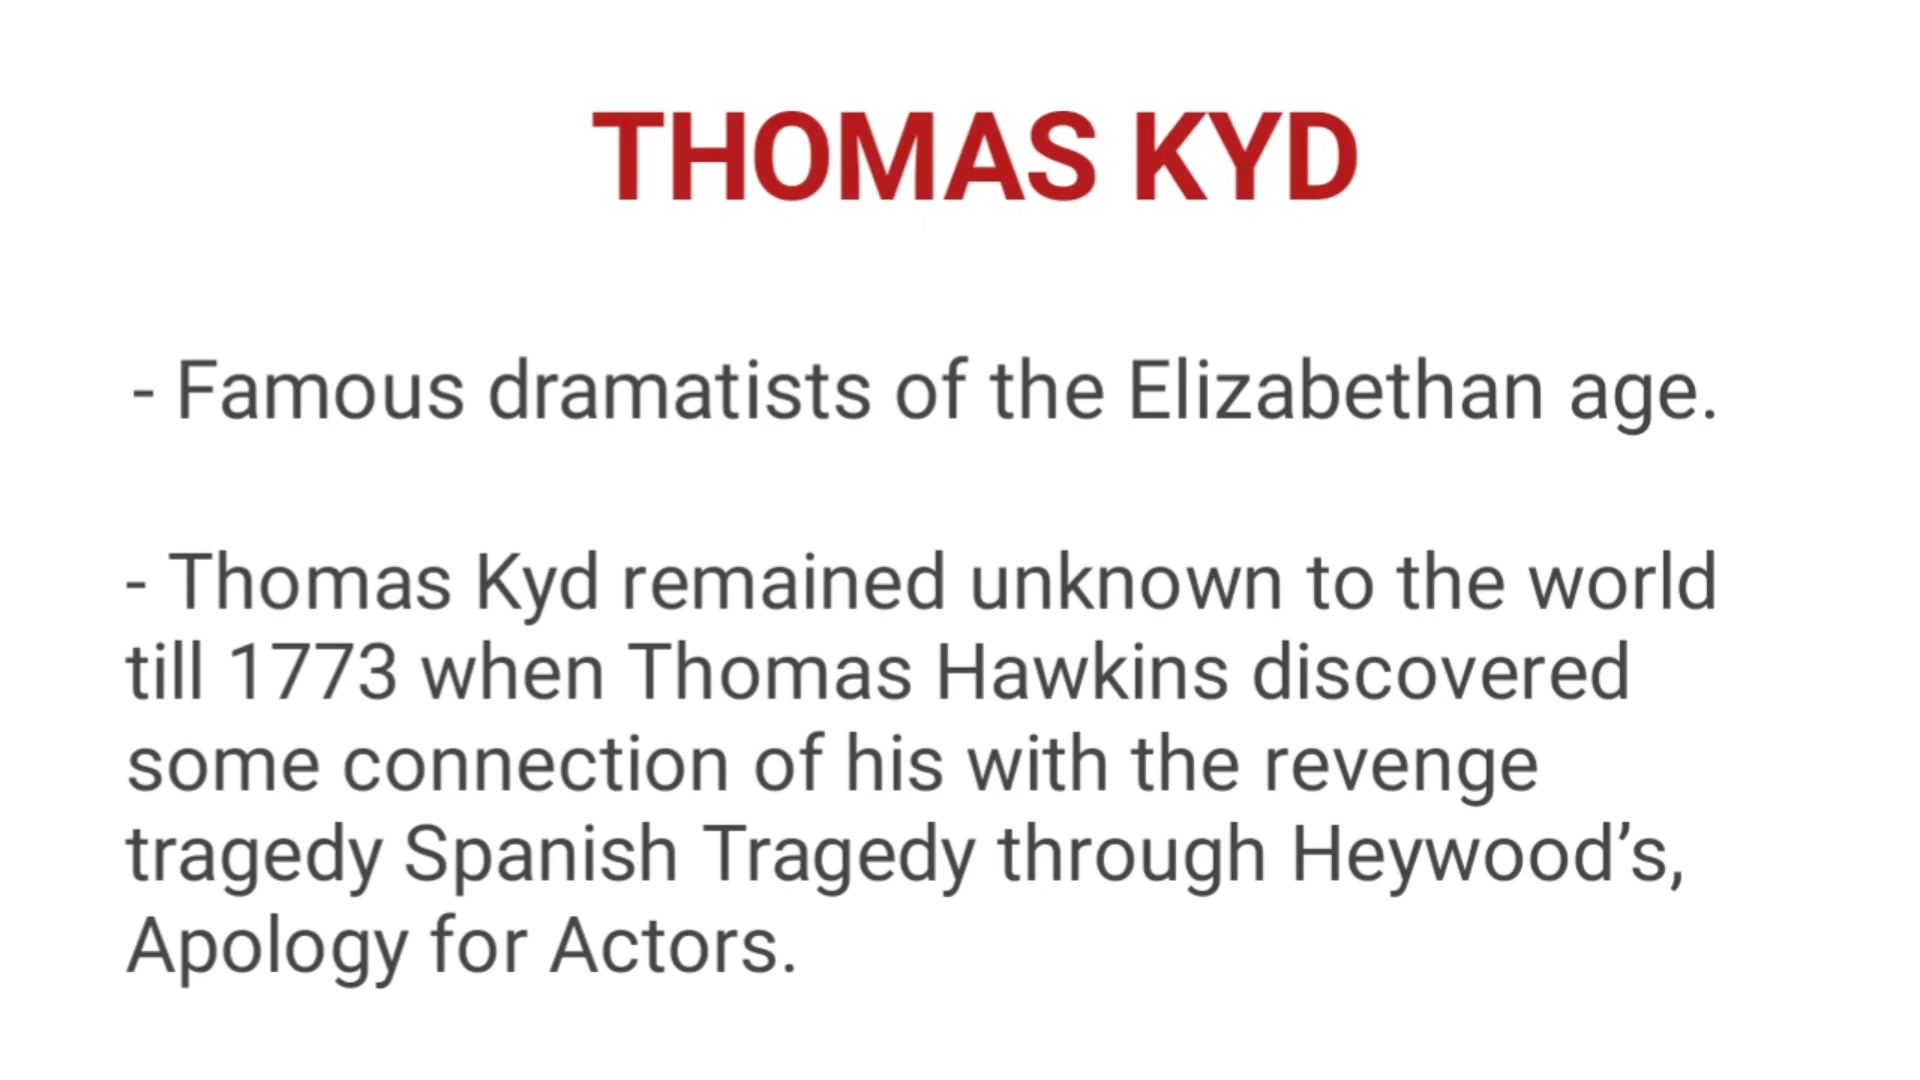 THOMAS KYD
- Famous dramatists of the Elizabethan age.
- Thomas Kyd remained unknown to the world
till 1773 when Thomas Hawkins discovered
some connection of his with the revenge
tragedy Spanish Tragedy through Heywood’s,
Apology for Actors.